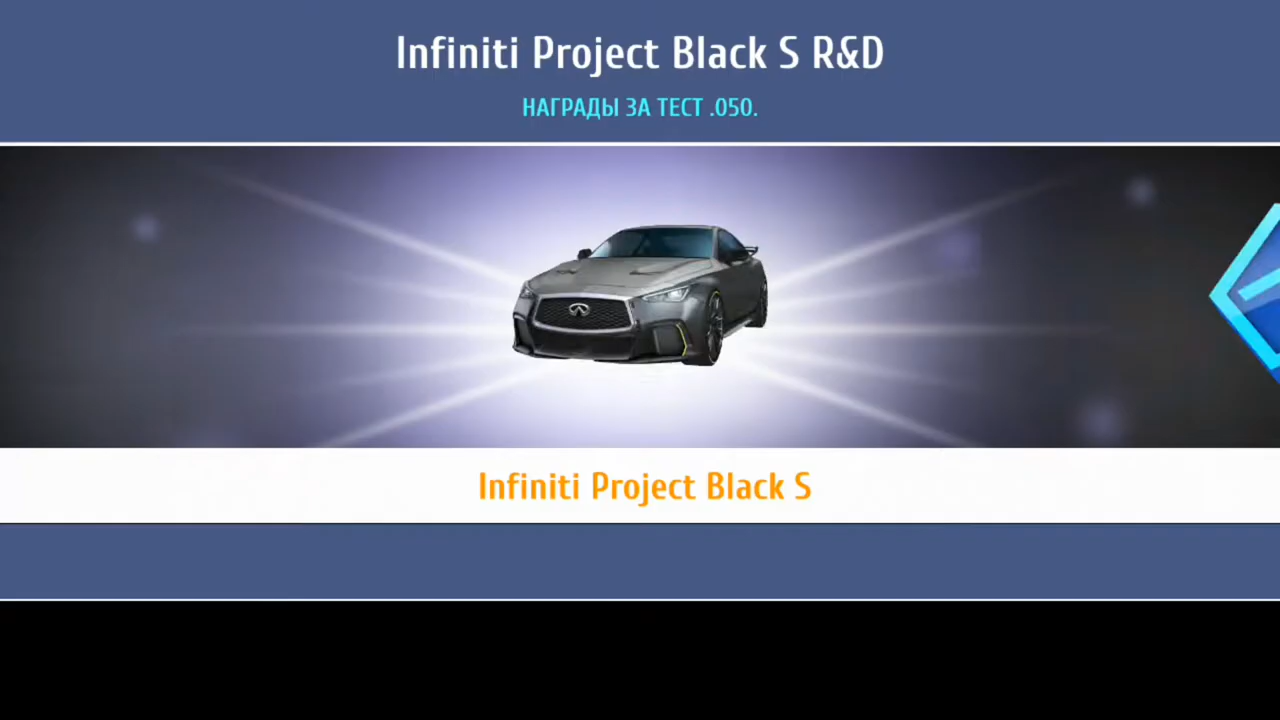 Infiniti Project Black S R&D
НАГРАДЫ ЗА ТЕСТ .050.
Infiniti Project Black S